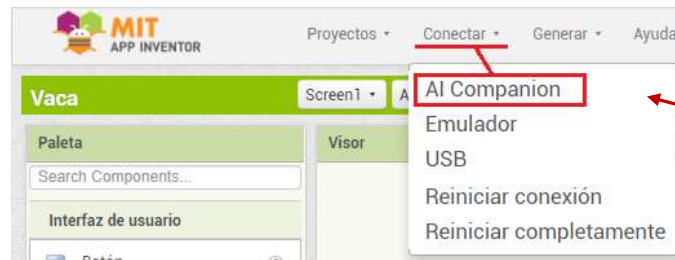 MIT
APP INVENTOR
Proyectos
Conectar
Generar
Ayuda
Vaca
Screen1
A
AI Companion
Emulador
USB
Reiniciar conexión
Reiniciar completamente
Paleta
Visor
Search Components...
Interfaz de usuario
Botón